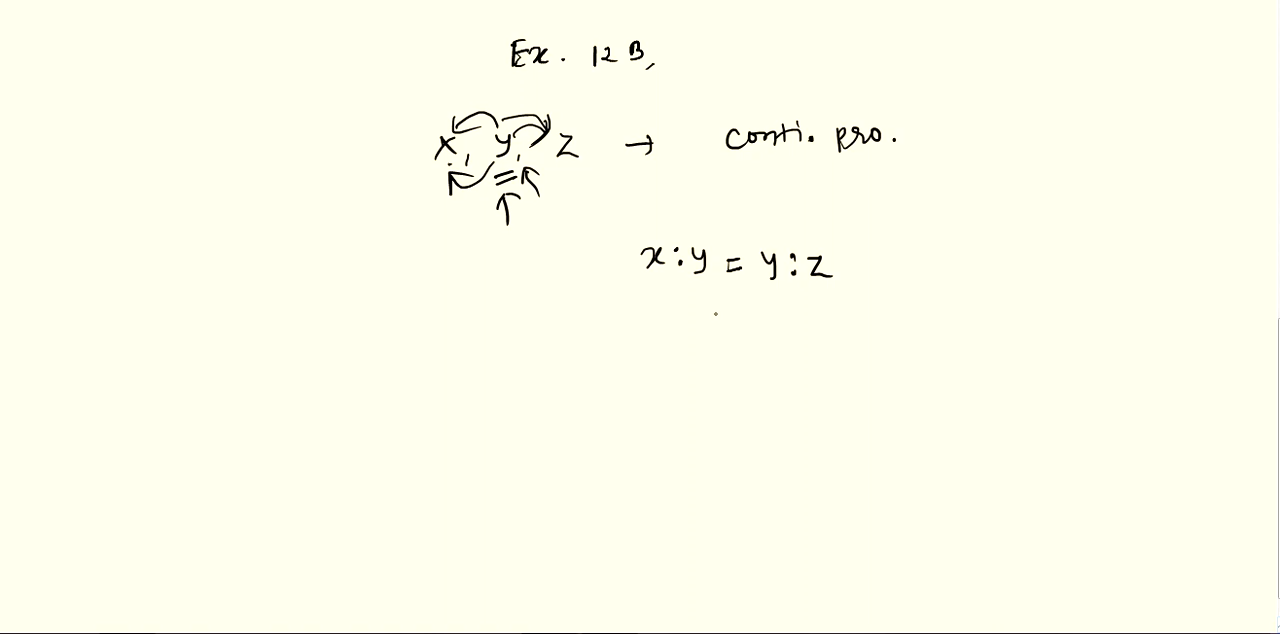 Ex. 12 B,
x y z → conti. pro.
x : y = y : z